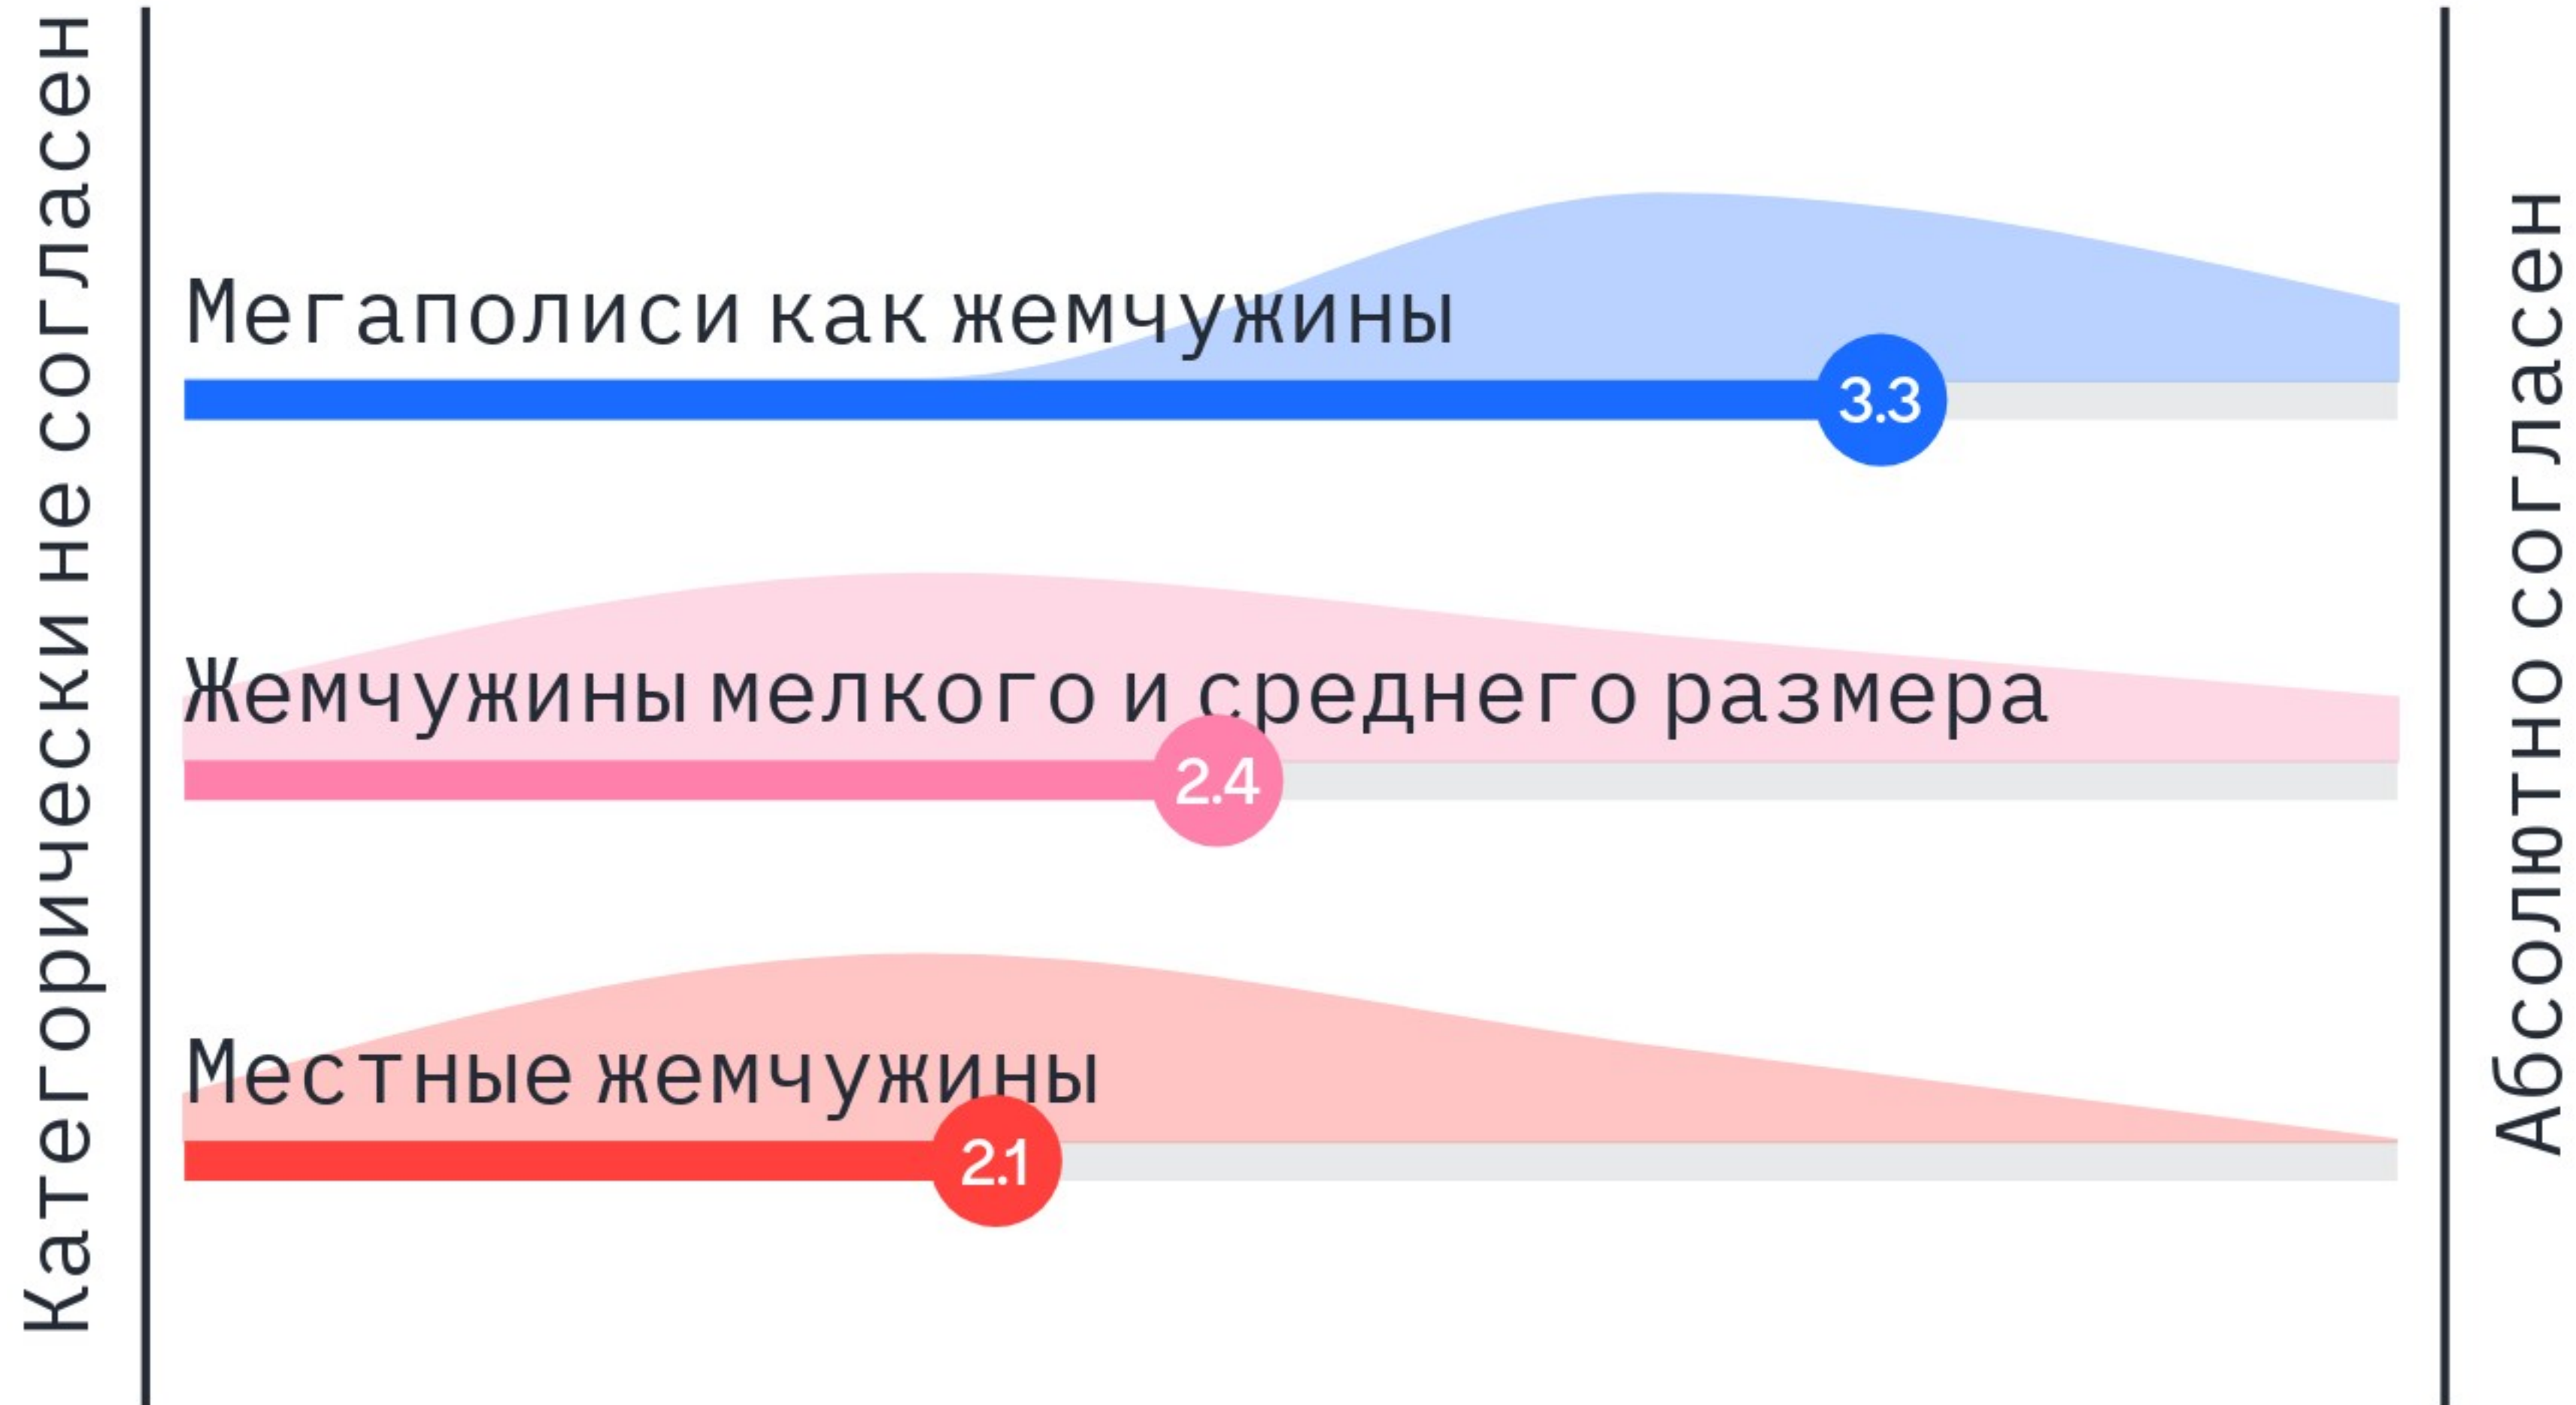 Категорически не согласен
Мегаполиси как жемчужины
3.3
Жемчужины мелкого и среднего размера
2.4
Местные жемчужины
2.1
Абсолютно согласен